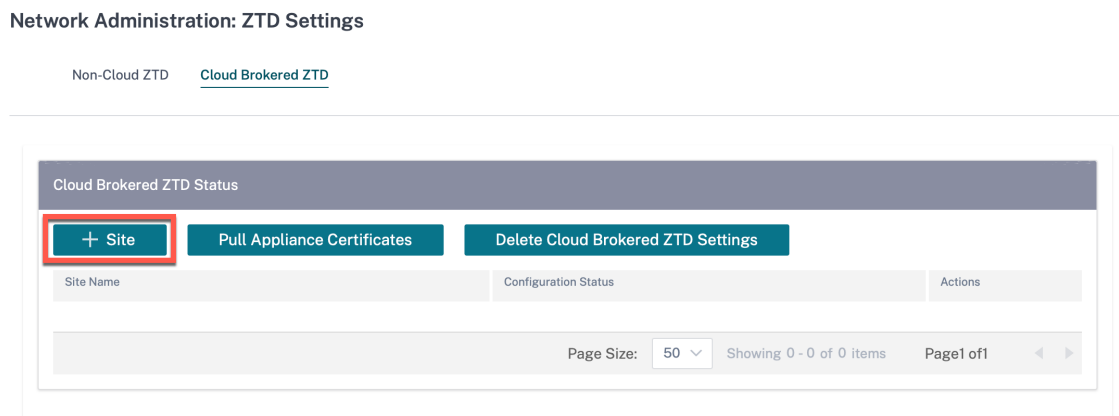 Network Administration: ZTD Settings
Non-Cloud ZTD Cloud Brokered ZTD
Cloud Brokered ZTD Status
+ Site Pull Appliance Certificates Delete Cloud Brokered ZTD Settings
Site Name Configuration Status Actions
Page Size: 50 Showing 0 - 0 of 0 items Page1 of1